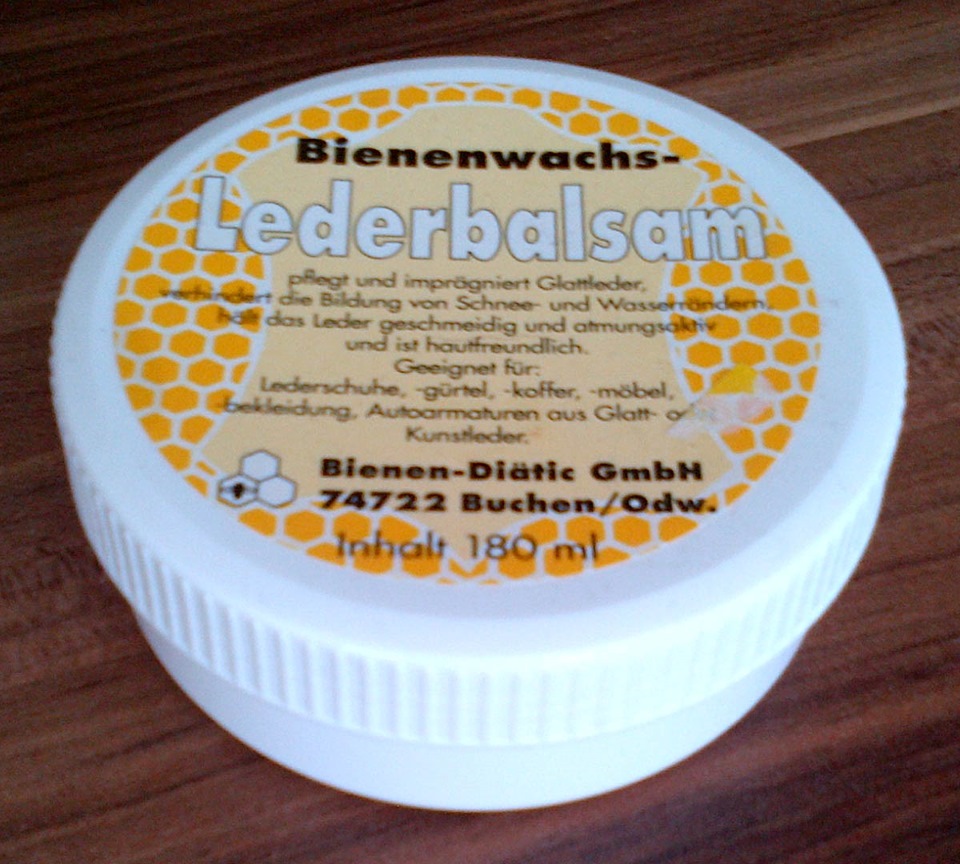 Bienenwachs-
Lederbalsam
pflegt und imprägniert Glattleder,
verhindert die Bildung von Schnee- und Wasserrändern,
hält das Leder geschmeidig und atmungsaktiv
und ist hautfreundlich.
Geeignet für:
Lederschuhe, -gürtel, -koffer, -möbel,
-bekleidung, Autoarmaturen aus Glatt-
Kunstleder.
Bienen-Diätic GmbH
74722 Buchen/Odw.
Inhalt 180 ml